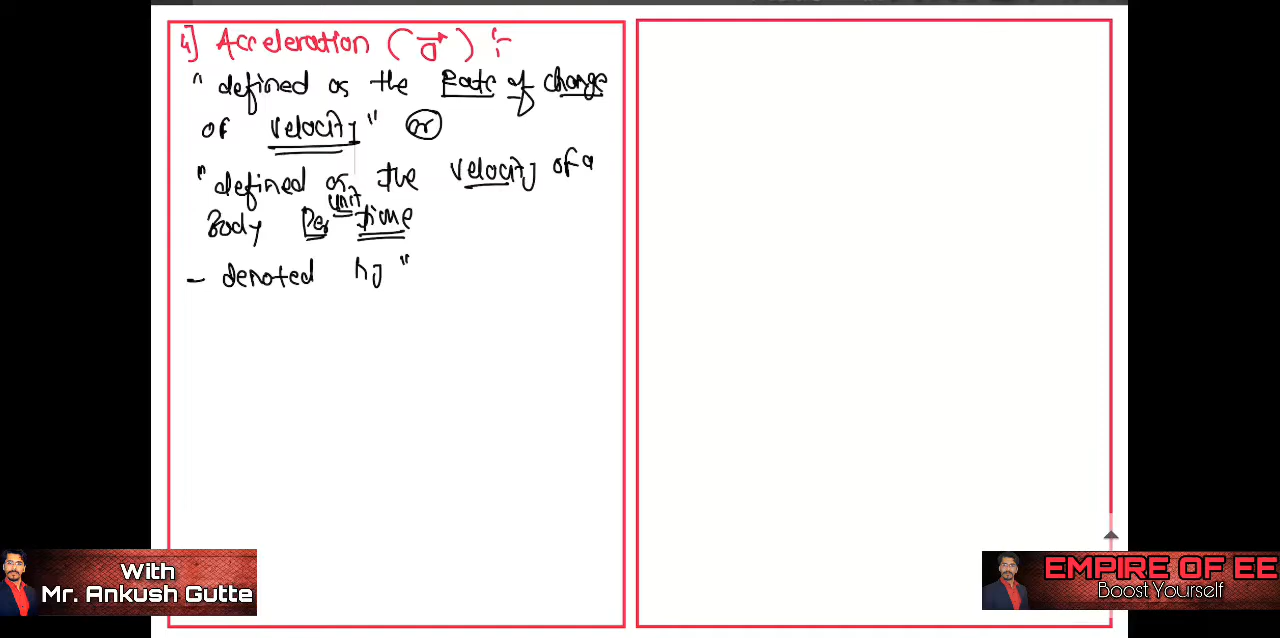 4] Acceleration (a⃗) :-
" defined as the Rate of change
of velocity" or
" defined as the velocity of a
Body Per unit time
- denoted by "
With
Mr. Ankush Gutte
EMPIRE OF EE
Boost Yourself